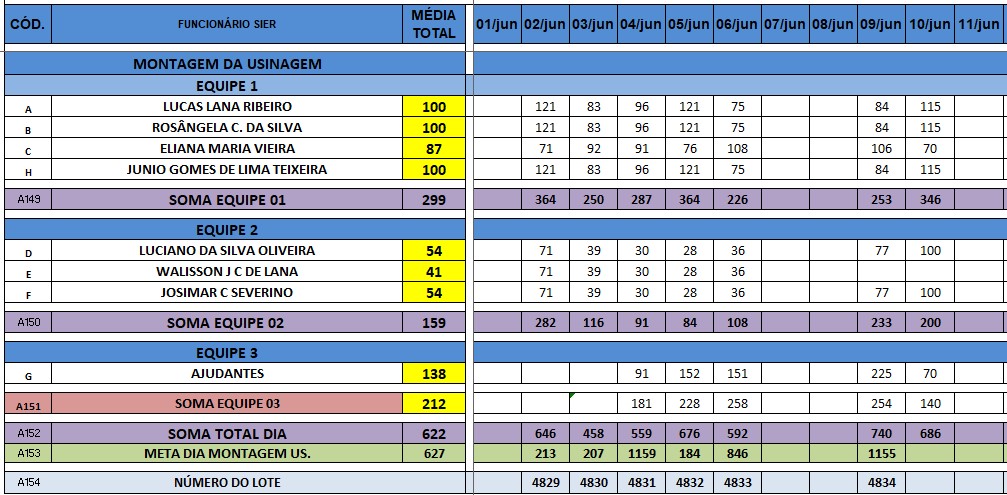 CÓD. FUNCIONÁRIO SIER MÉDIA TOTAL 01/jun 02/jun 03/jun 04/jun 05/jun 06/jun 07/jun 08/jun 09/jun 10/jun 11/jun
MONTAGEM DA USINAGEM
EQUIPE 1
A LUCAS LANA RIBEIRO 100 121 83 96 121 75 84 115
B ROSÂNGELA C. DA SILVA 100 121 83 96 121 75 84 115
C ELIANA MARIA VIEIRA 87 71 92 91 76 108 106 70
H JUNIO GOMES DE LIMA TEIXEIRA 100 121 83 96 121 75 84 115
A149 SOMA EQUIPE 01 299 364 250 287 364 226 253 346
EQUIPE 2
D LUCIANO DA SILVA OLIVEIRA 54 71 39 30 28 36 77 100
E WALISSON J C DE LANA 41 71 39 30 28 36
F JOSIMAR C SEVERINO 54 71 39 30 28 36 77 100
A150 SOMA EQUIPE 02 159 282 116 91 84 108 233 200
EQUIPE 3
G AJUDANTES 138 91 152 151 225 70
A151 SOMA EQUIPE 03 212 181 228 258 254 140
A152 SOMA TOTAL DIA 622 646 458 559 676 592 740 686
A153 META DIA MONTAGEM US. 627 213 207 1159 184 846 1155
A154 NÚMERO DO LOTE 4829 4830 4831 4832 4833 4834